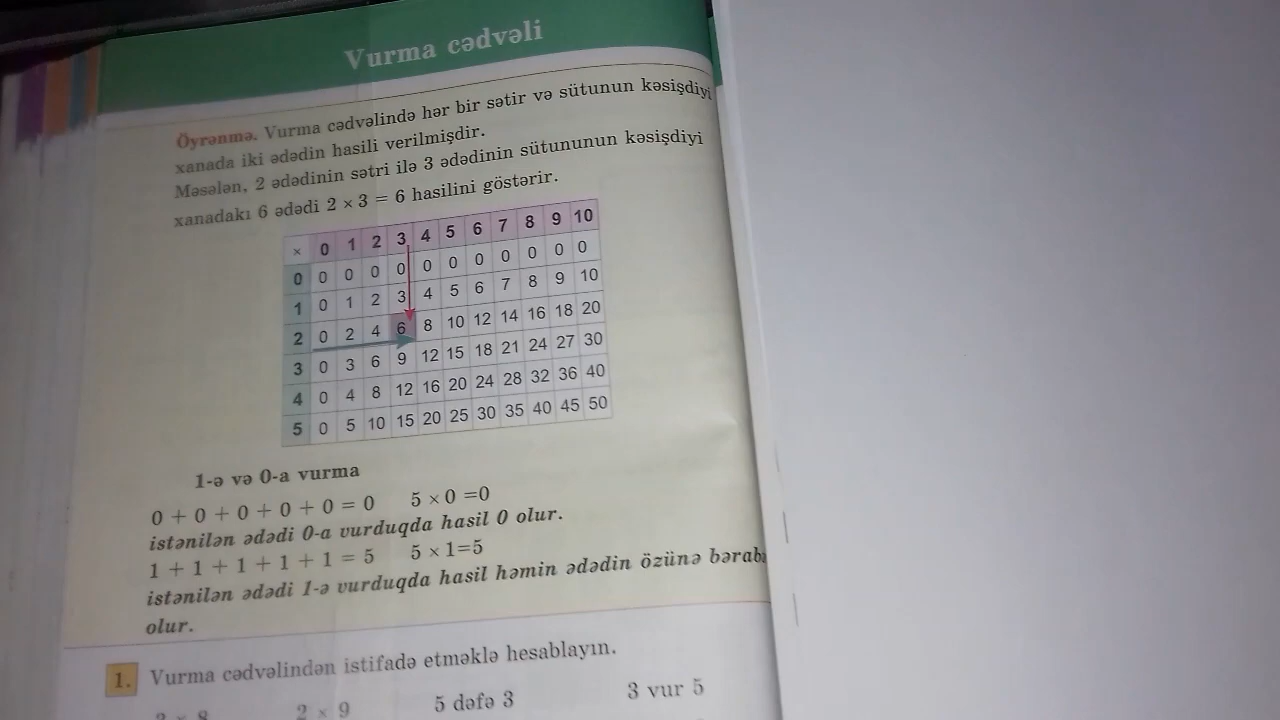 Vurma cədvəli
Öyrənmə. Vurma cədvəlində hər bir sətir və sütunun kəsişdiyi
xanada iki ədədin hasili verilmişdir.
Məsələn, 2 ədədinin sətri ilə 3 ədədinin sütununun kəsişdiyi
xanadakı 6 ədədi 2 × 3 = 6 hasilini göstərir.
× 0 1 2 3 4 5 6 7 8 9 10
0 0 0 0 0 0 0 0 0 0 0 0
1 0 1 2 3 4 5 6 7 8 9 10
2 0 2 4 6 8 10 12 14 16 18 20
3 0 3 6 9 12 15 18 21 24 27 30
4 0 4 8 12 16 20 24 28 32 36 40
5 0 5 10 15 20 25 30 35 40 45 50
1-ə və 0-a vurma
0 + 0 + 0 + 0 + 0 = 0 5 × 0 =0
istənilən ədədi 0-a vurduqda hasil 0 olur.
1 + 1 + 1 + 1 + 1 = 5 5 × 1=5
istənilən ədədi 1-ə vurduqda hasil həmin ədədin özünə
olur.
1. Vurma cədvəlindən istifadə etməklə hesablayın.
2 × 9 5 dəfə 3 3 vur 5